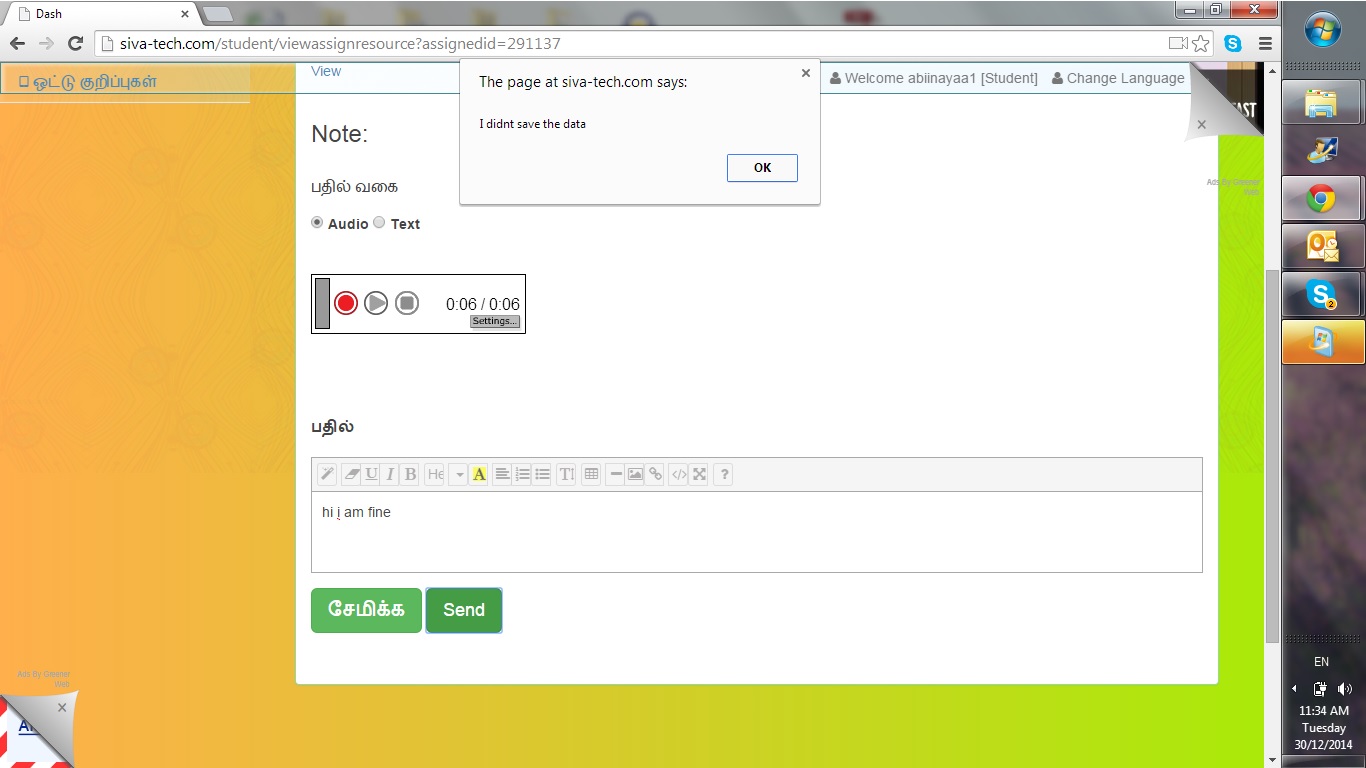 Dash
siva-tech.com/student/viewassignresource?assignedid=291137
ஒட்டு குறிப்புகள்
View
Welcome abiinayaa1 [Student]
Change Language
The page at siva-tech.com says:
I didnt save the data
OK
Note:
பதில் வகை
Audio Text
0:06 / 0:06
Settings...
பதில்
U I B He A T ?
hi i am fine
சேமிக்க Send
Ads By Greener
Web
Ads By Greener
Web
2
EN
11:34 AM
Tuesday
30/12/2014